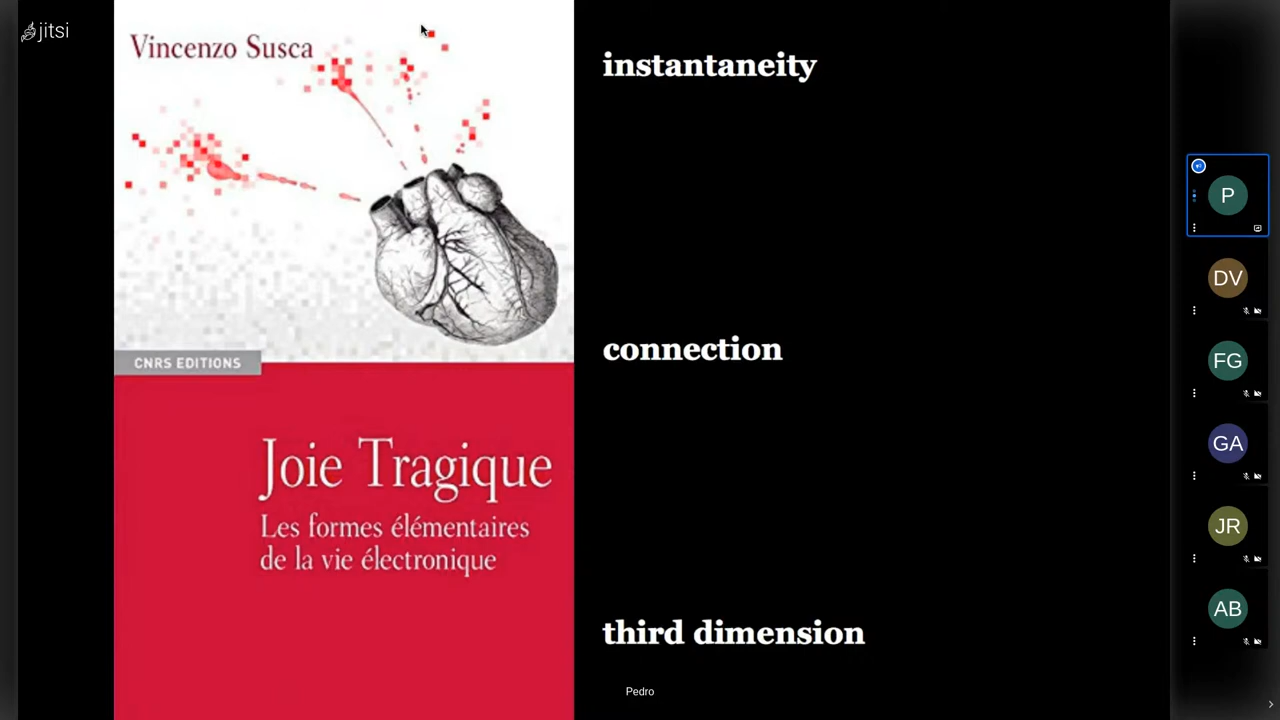 jitsi
Vincenzo Susca
CNRS EDITIONS
Joie Tragique
Les formes élémentaires
de la vie électronique
instantaneity
connection
third dimension
Pedro
P
DV
FG
GA
JR
AB